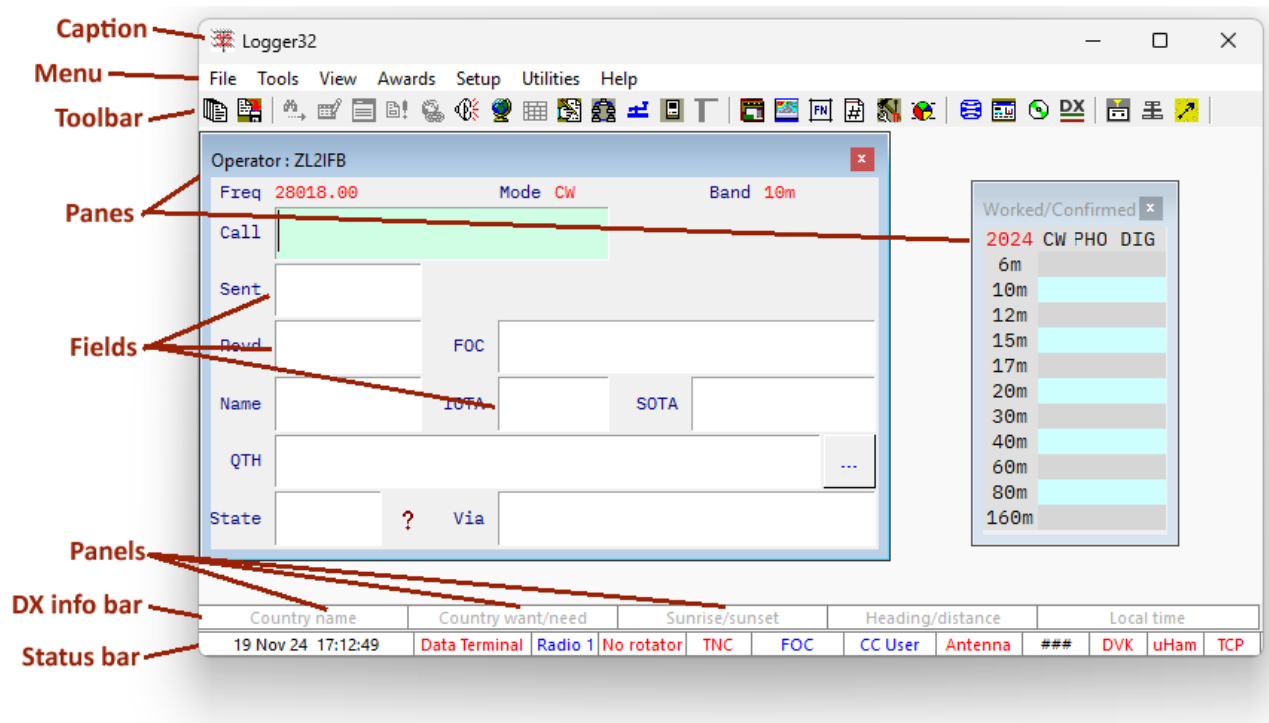 Caption
Logger32
Menu
File Tools View Awards Setup Utilities Help
Toolbar
FN # DX
Operator : ZL2IFB
Panes
Freq 28018.00 Mode CW Band 10m
Call
Sent
Fields
Rcvd FOC
Name IOTA SOTA
QTH ...
State ? Via
Worked/Confirmed
2024 CW PHO DIG
6m
10m
12m
15m
17m
20m
30m
40m
60m
80m
160m
Panels
DX info bar
Country name Country want/need Sunrise/sunset Heading/distance Local time
Status bar
19 Nov 24 17:12:49 Data Terminal Radio 1 No rotator TNC FOC CC User Antenna ### DVK uHam TCP